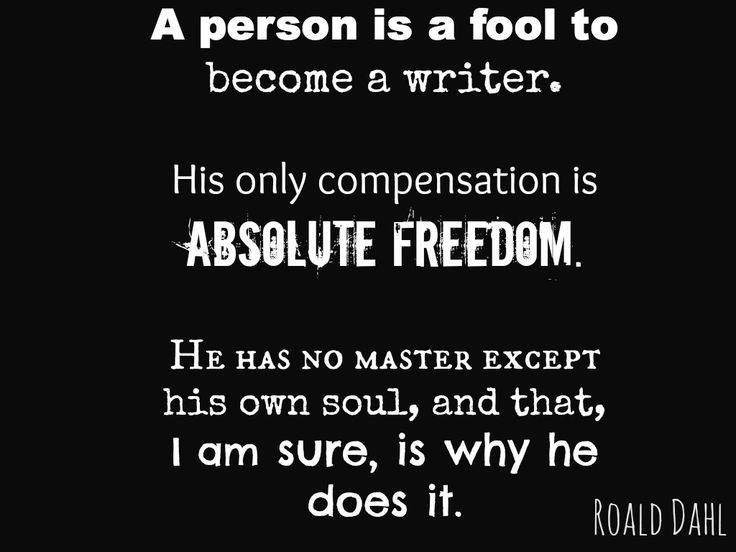 A person is a fool to
become a writer.
His only compensation is
ABSOLUTE FREEDOM.
HE HAS NO MASTER EXCEPT
his own soul, and that,
I am sure, is why he
does it.
ROALD DAHL